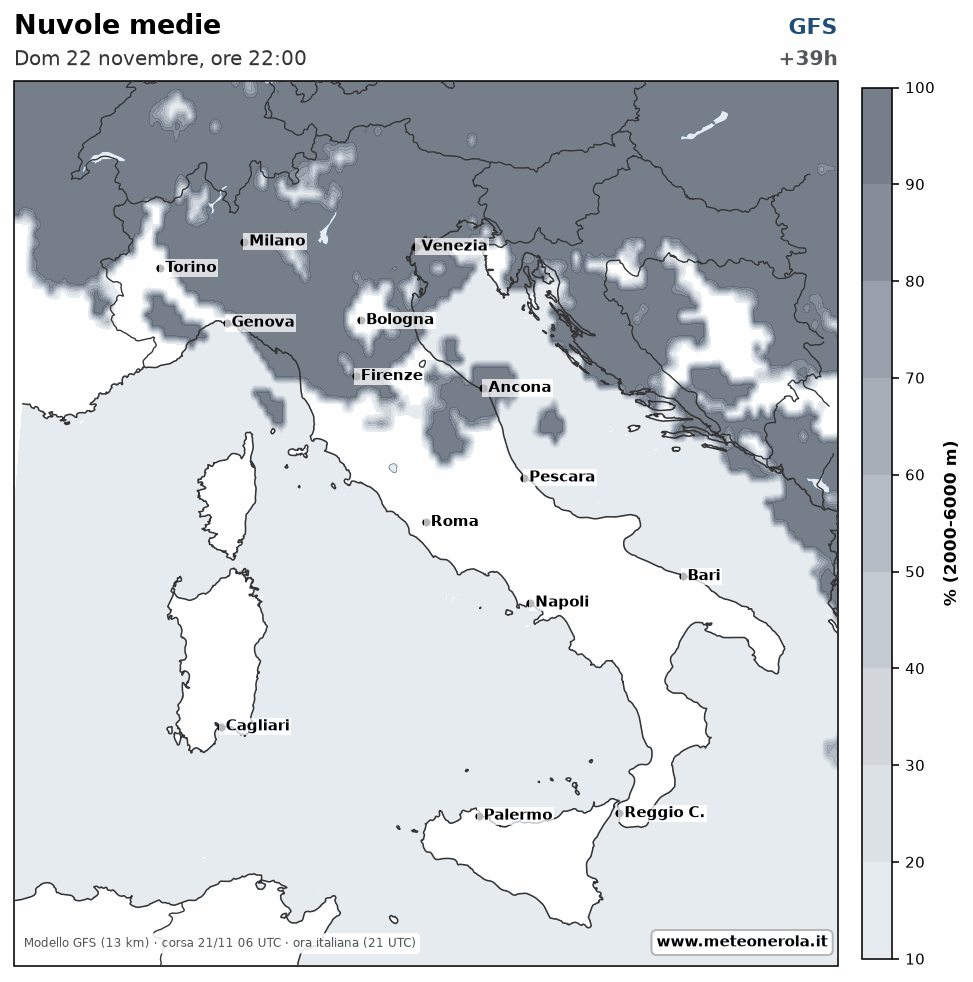 Nuvole medie
GFS
Dom 22 novembre, ore 22:00
+39h
100
90
80
70
60
50
40
30
20
10
% (2000-6000 m)
Milano
Venezia
Torino
Genova
Bologna
Firenze
Ancona
Pescara
Roma
Bari
Napoli
Cagliari
Palermo
Reggio C.
Modello GFS (13 km) · corsa 21/11 06 UTC · ora italiana (21 UTC)
www.meteonerola.it